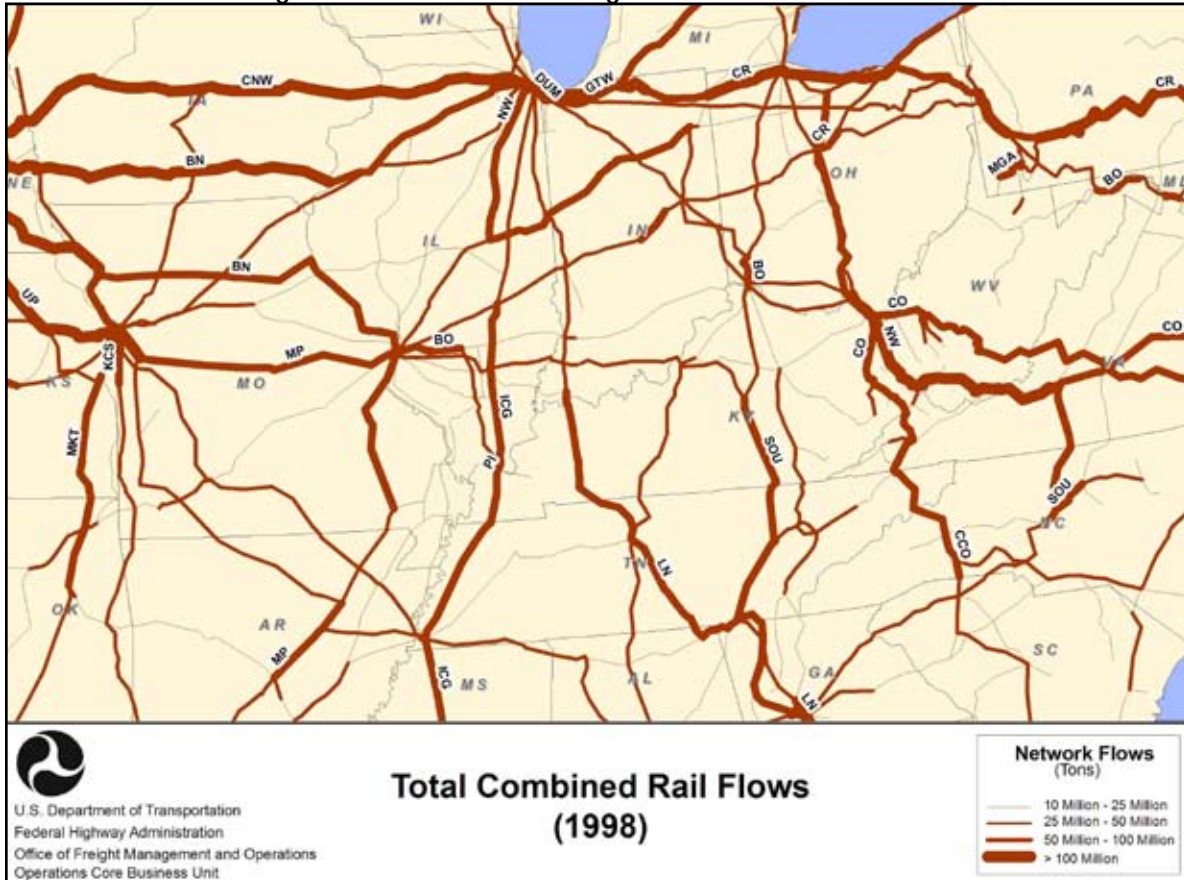 WI
MI
CNW
DUM
GTW
CR
CR
PA
IA
NW
CR
BN
MGA
BO
NE
OH
IL
IN
BN
BO
WV
UP
CO
CO
NW
CO
KCS
MP
BO
VA
KS
MO
ICG
KY
MKT
PI
SOU
SOU
NC
CCO
TN
LN
OK
AR
SC
MP
ICG
MS
AL
GA
LN
U.S. Department of Transportation
Federal Highway Administration
Office of Freight Management and Operations
Operations Core Business Unit
Total Combined Rail Flows
(1998)
Network Flows
(Tons)
10 Million - 25 Million
25 Million - 50 Million
50 Million - 100 Million
> 100 Million